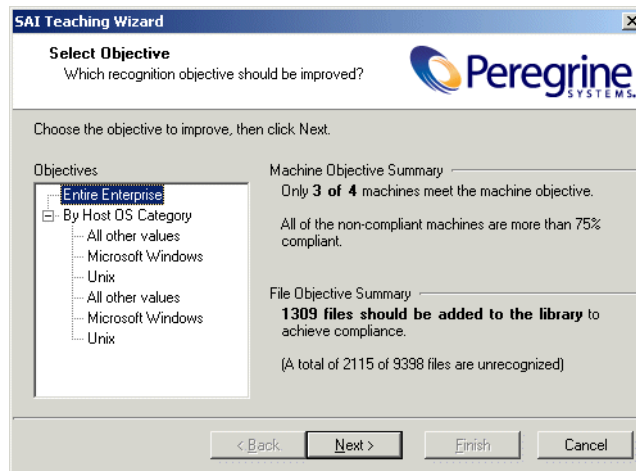 SAI Teaching Wizard
Select Objective
Which recognition objective should be improved?
Peregrine
SYSTEMS
Choose the objective to improve, then click Next.
Objectives
Entire Enterprise
By Host OS Category
All other values
Microsoft Windows
Unix
All other values
Microsoft Windows
Unix
Machine Objective Summary
Only 3 of 4 machines meet the machine objective.
All of the non-compliant machines are more than 75%
compliant.
File Objective Summary
1309 files should be added to the library to
achieve compliance.
(A total of 2115 of 9398 files are unrecognized)
< Back
Next >
Finish
Cancel